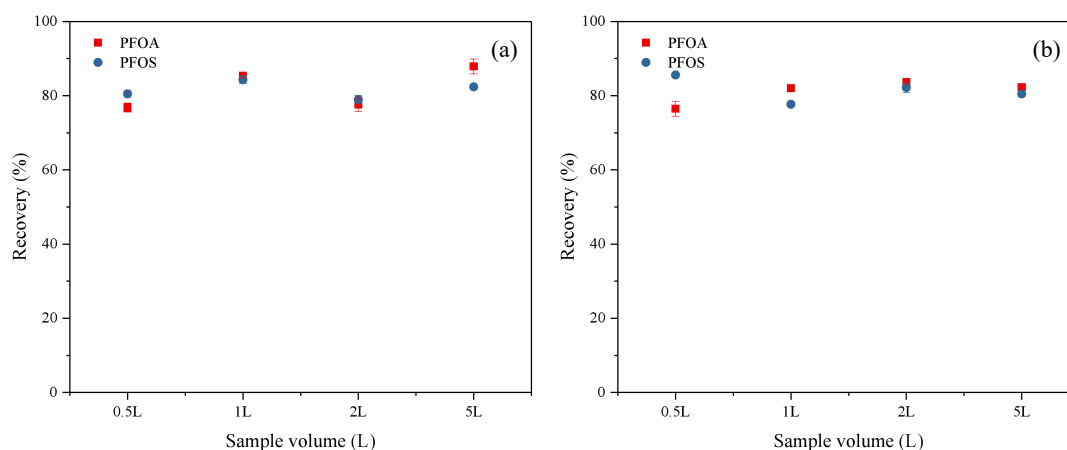 100
80
60
40
20
0
Recovery (%)
PFOA
PFOS
(a)
0.5L 1L 2L 5L
Sample volume (L)
100
80
60
40
20
0
Recovery (%)
PFOA
PFOS
(b)
0.5L 1L 2L 5L
Sample volume (L)